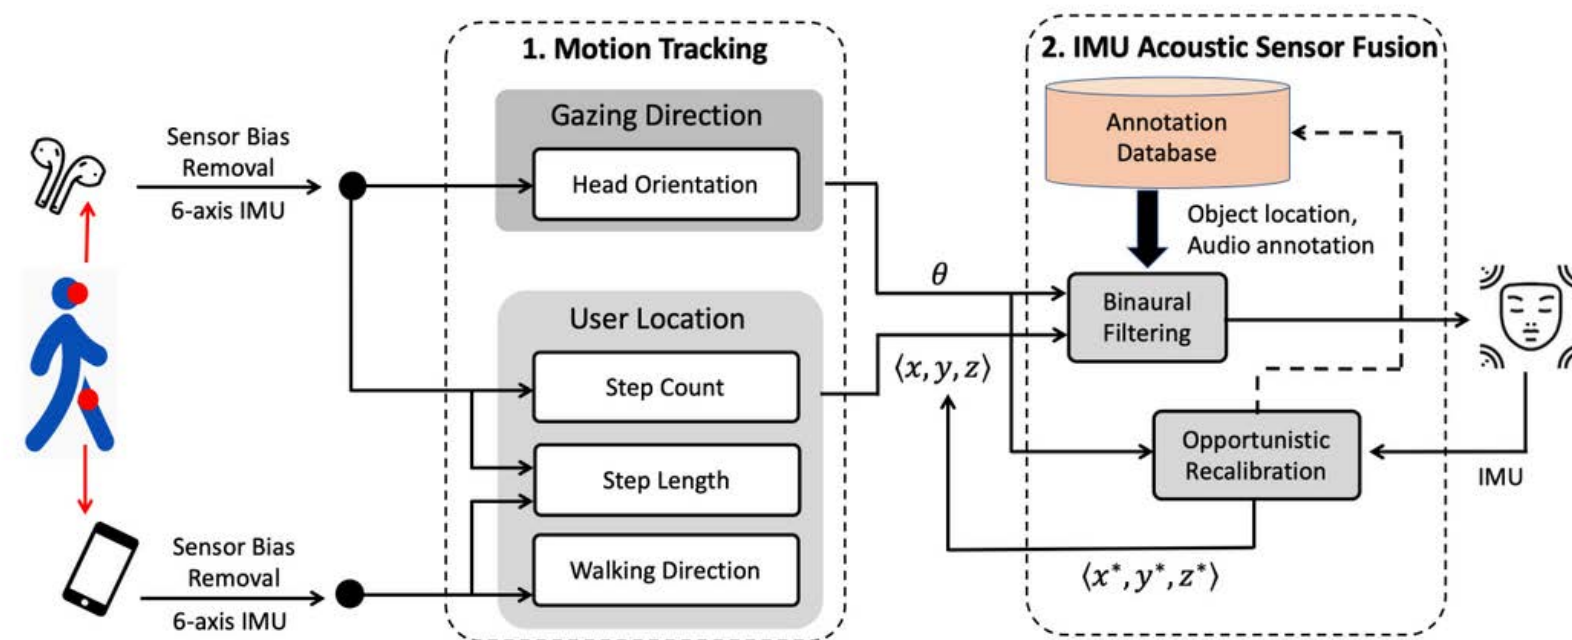 1. Motion Tracking
2. IMU Acoustic Sensor Fusion
Gazing Direction
Head Orientation
Sensor Bias
Removal
6-axis IMU
Annotation
Database
Object location,
Audio annotation
θ
User Location
Step Count
Step Length
Walking Direction
⟨x, y, z⟩
Binaural
Filtering
Opportunistic
Recalibration
IMU
Sensor Bias
Removal
6-axis IMU
⟨x*, y*, z*⟩